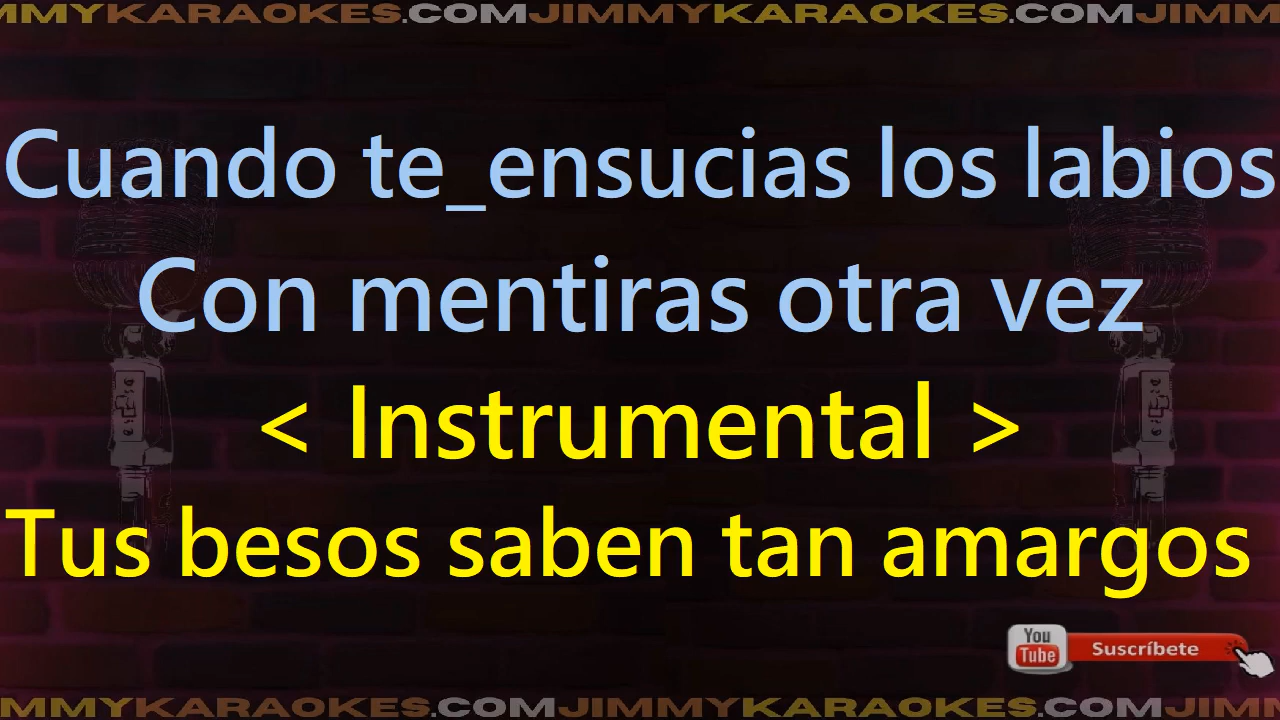 JIMMYKARAOKES.COMJIMMYKARAOKES.COMJIMM
Cuando te_ensucias los labios
Con mentiras otra vez
< Instrumental >
Tus besos saben tan amargos
You
Tube
Suscríbete
MMYKARAOKES.COMJIMMYKARAOKES.COMJIMM